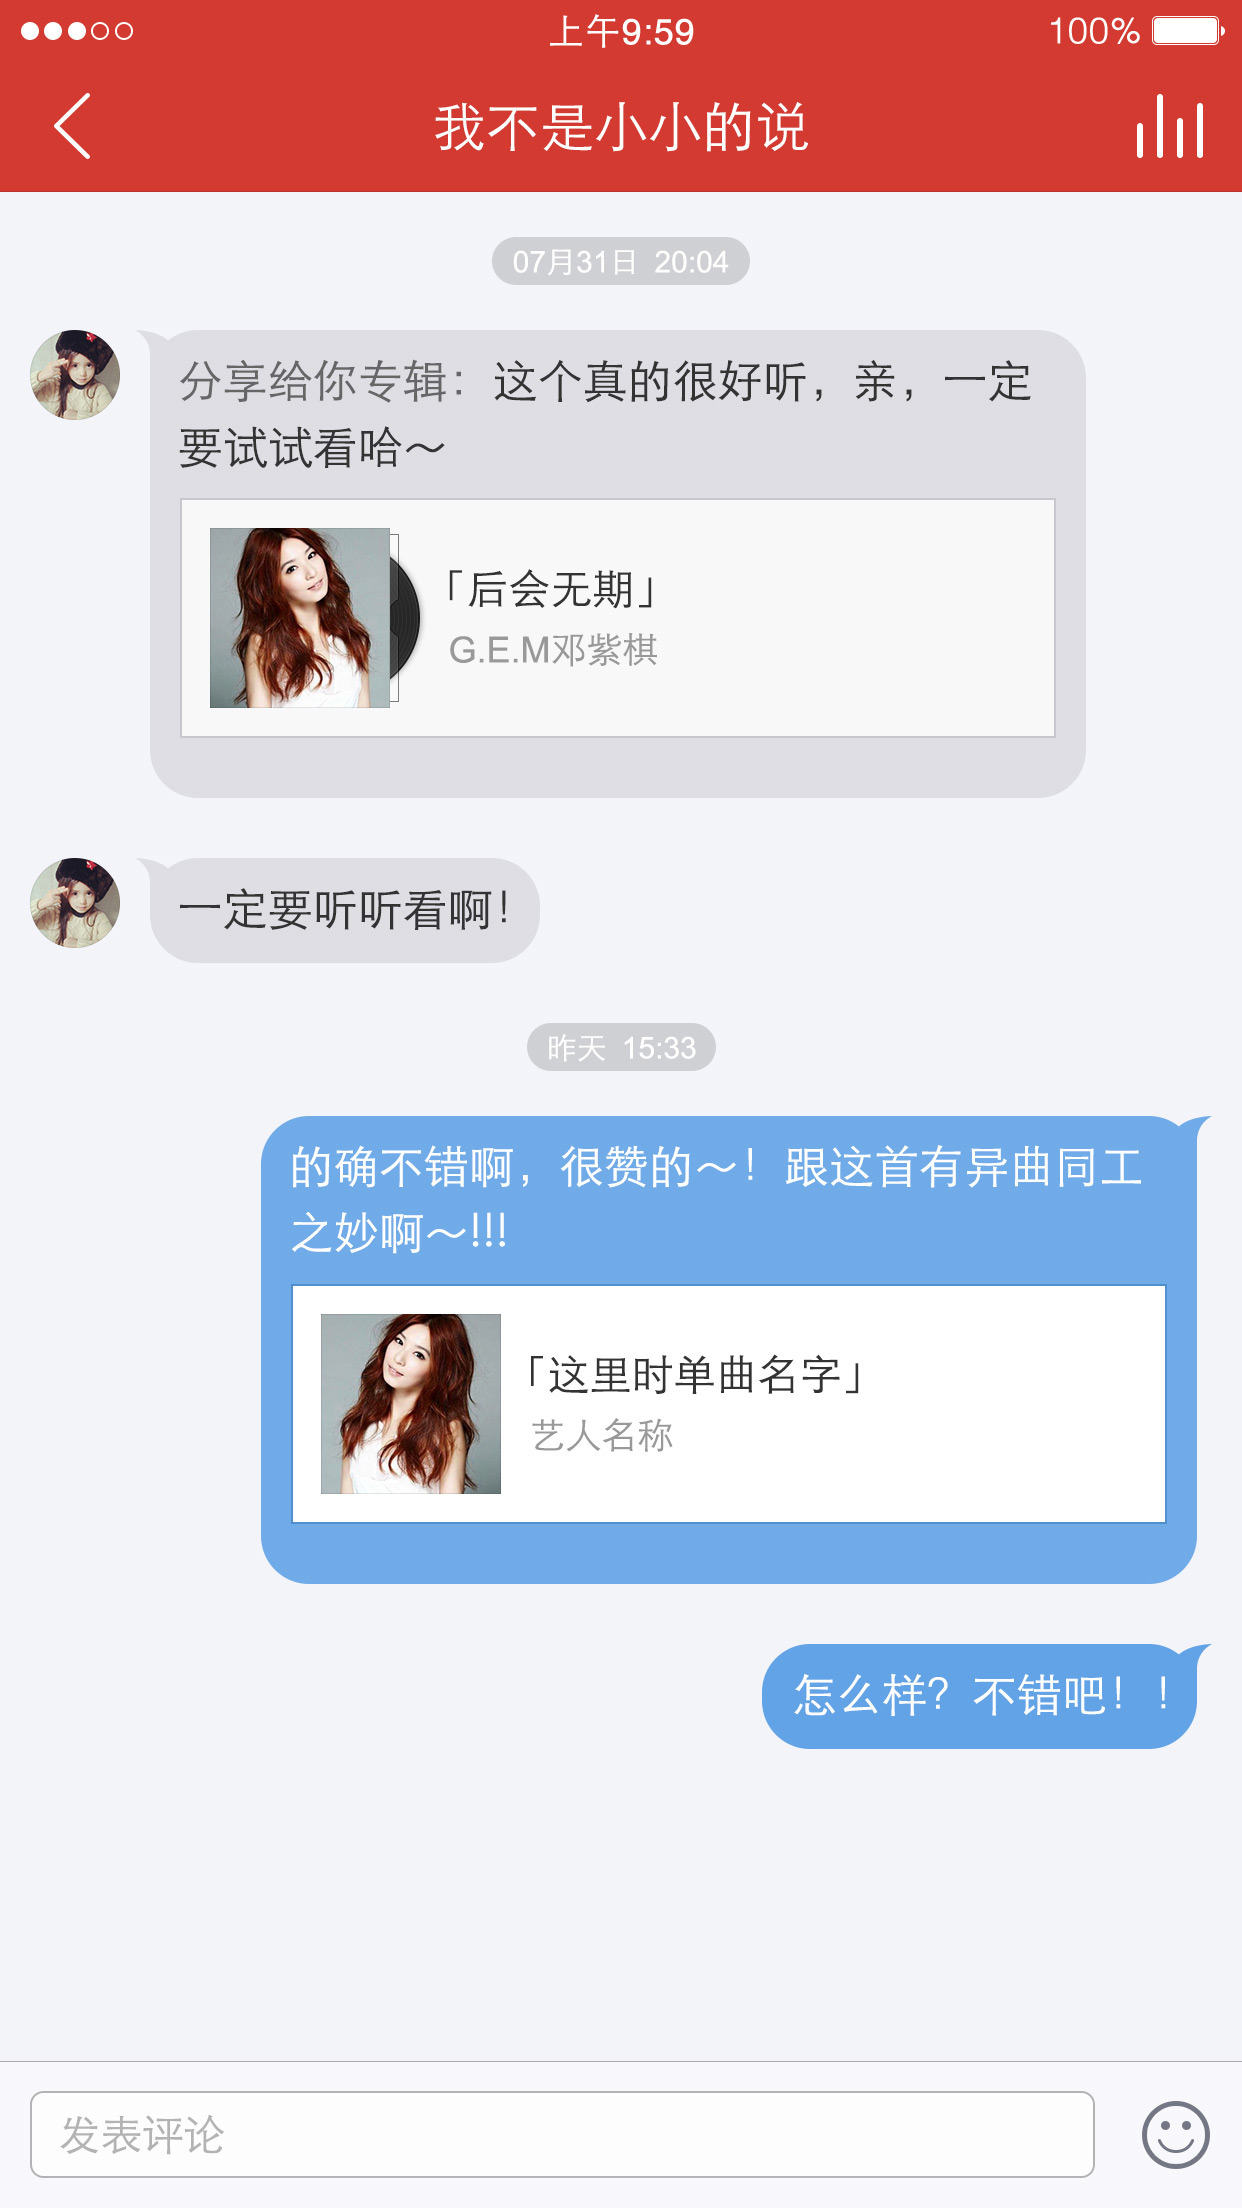 上午9:59
100%
我不是小小的说
07月31日 20:04
分享给你专辑：这个真的很好听，亲，一定
要试试看哈～
「后会无期」
G.E.M邓紫棋
一定要听听看啊！
昨天 15:33
的确不错啊，很赞的～！跟这首有异曲同工
之妙啊～!!!
「这里时单曲名字」
艺人名称
怎么样？不错吧！！
发表评论